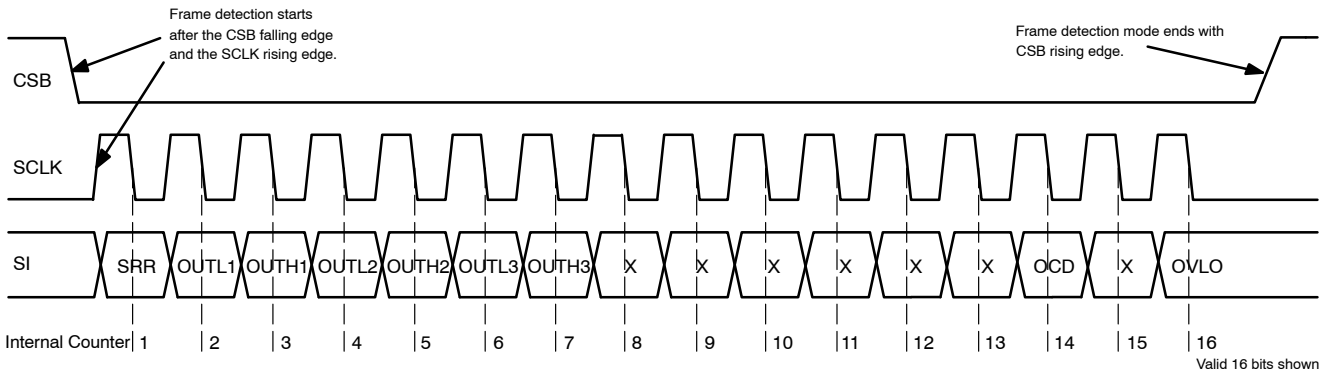 Frame detection starts
after the CSB falling edge
and the SCLK rising edge.
Frame detection mode ends with
CSB rising edge.
CSB
SCLK
SI
SRR OUTL1 OUTH1 OUTL2 OUTH2 OUTL3 OUTH3 X X X X X X OCD X OVLO
Internal Counter 1 2 3 4 5 6 7 8 9 10 11 12 13 14 15 16
Valid 16 bits shown